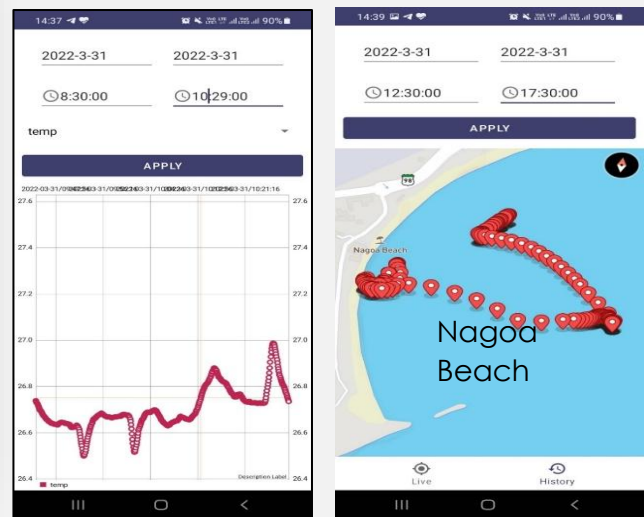 14:37
90%
2022-3-31 2022-3-31
8:30:00 10:29:00
temp
APPLY
27.6 27.6
27.4 27.4
27.2 27.2
27.0 27.0
26.8 26.8
26.6 26.6
26.4 26.4
Description Label
temp
14:39
90%
2022-3-31 2022-3-31
12:30:00 17:30:00
APPLY
Nagoa Beach
Nagoa
Beach
Live History